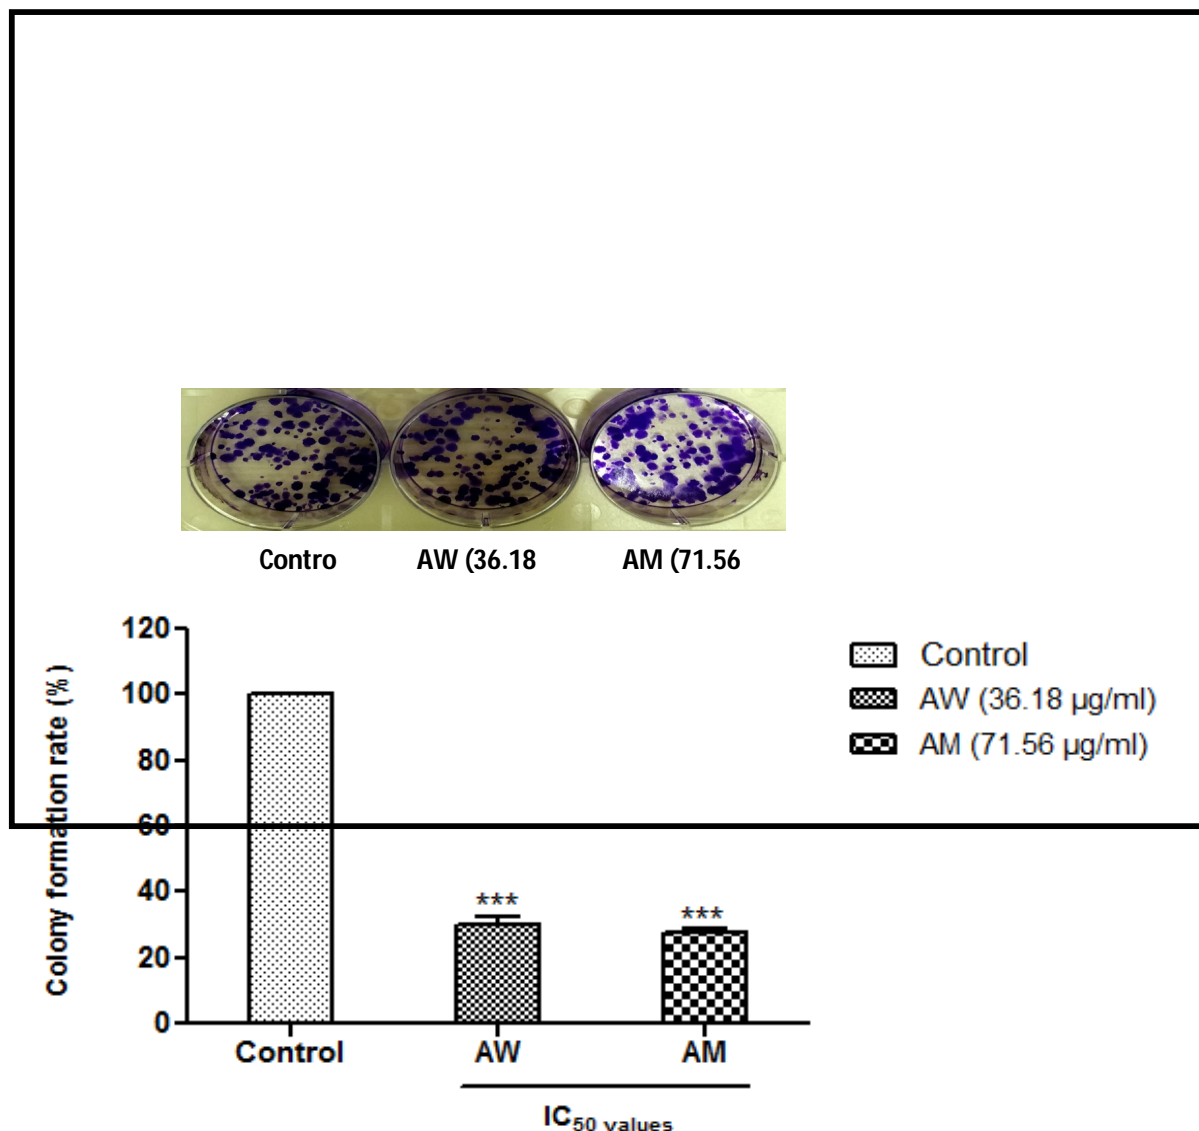 Contro AW (36.18 AM (71.56
120
100
80
60
40
20
0
Colony formation rate (%)
Control
AW (36.18 µg/ml)
AM (71.56 µg/ml)
***
***
Control AW AM
IC50 values